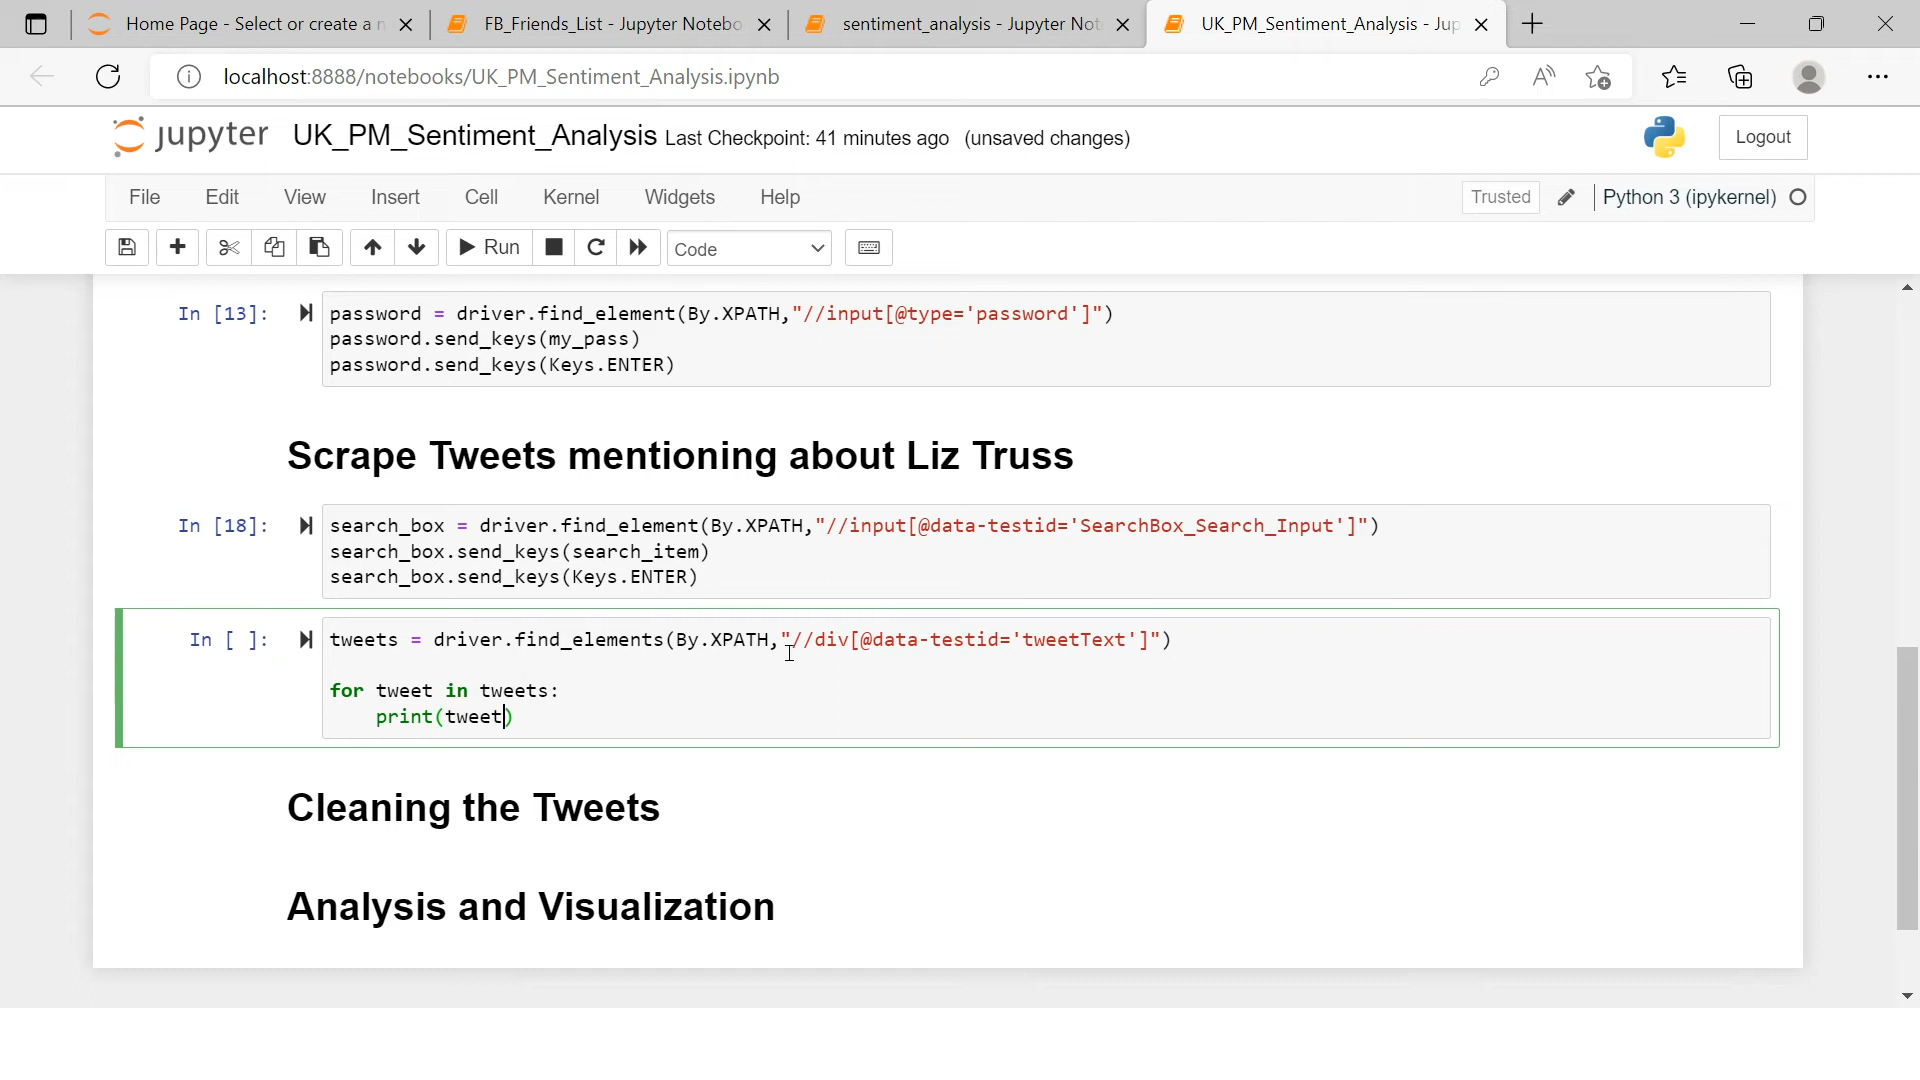 Home Page - Select or create a n
FB_Friends_List - Jupyter Notebo
sentiment_analysis - Jupyter Not
UK_PM_Sentiment_Analysis - Jup
localhost:8888/notebooks/UK_PM_Sentiment_Analysis.ipynb
jupyter UK_PM_Sentiment_Analysis Last Checkpoint: 41 minutes ago (unsaved changes)
Logout
File Edit View Insert Cell Kernel Widgets Help
Trusted
Python 3 (ipykernel)
Run
Code
In [13]: password = driver.find_element(By.XPATH,"//input[@type='password']")
password.send_keys(my_pass)
password.send_keys(Keys.ENTER)
Scrape Tweets mentioning about Liz Truss
In [18]: search_box = driver.find_element(By.XPATH,"//input[@data-testid='SearchBox_Search_Input']")
search_box.send_keys(search_item)
search_box.send_keys(Keys.ENTER)
In [ ]: tweets = driver.find_elements(By.XPATH,"//div[@data-testid='tweetText']")
for tweet in tweets:
print(tweet)
Cleaning the Tweets
Analysis and Visualization